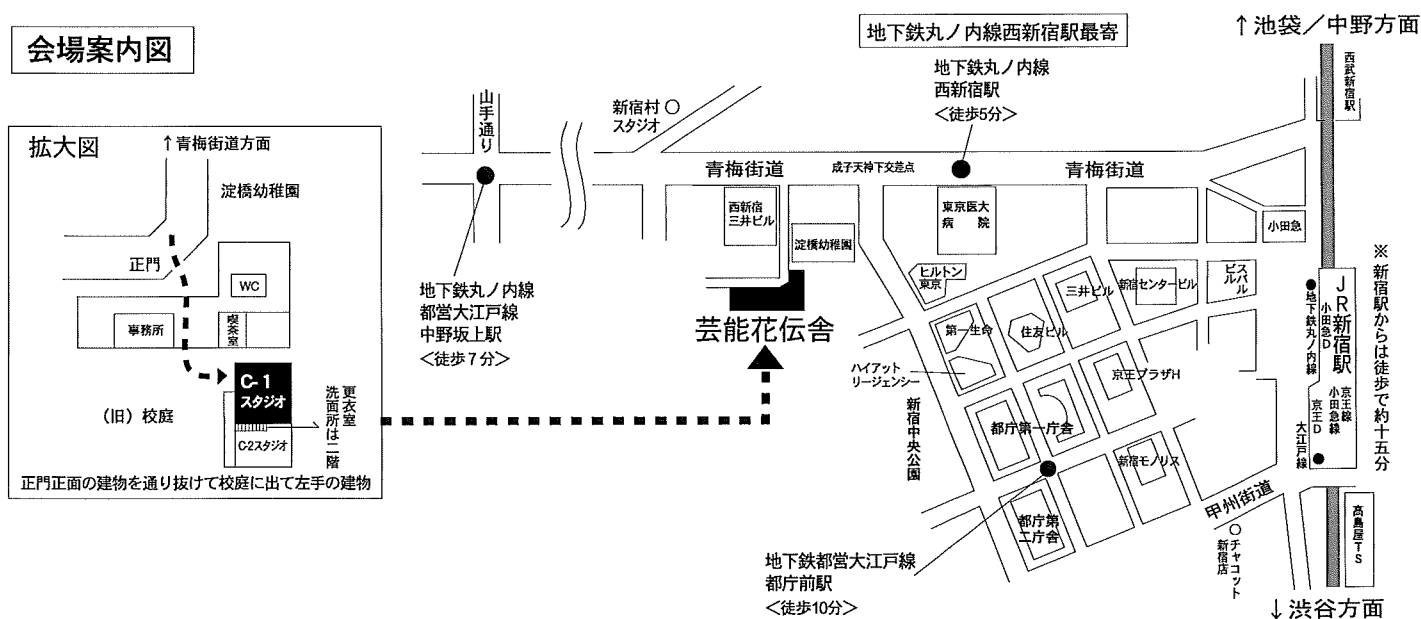 会場案内図
拡大図
↑青梅街道方面
淀橋幼稚園
正門
WC
事務所
喫茶室
C-1
スタジオ
C-2スタジオ
(旧)校庭
更衣室
洗面所は二階
正門正面の建物を通り抜けて校庭に出て左手の建物
山手通り
新宿村○
スタジオ
地下鉄丸ノ内線西新宿駅最寄
地下鉄丸ノ内線
西新宿駅
<徒歩5分>
↑池袋/中野方面
西武新宿駅
青梅街道
成子天神下交差点
青梅街道
西新宿
三井ビル
淀橋幼稚園
東京医大
病 院
小田急
地下鉄丸ノ内線
都営大江戸線
中野坂上駅
<徒歩7分>
芸能花伝舎
ヒルトン
東京
三井ビル
新宿センタービル
スバル
ビル
第一生命
住友ビル
ハイアット
リージェンシー
京王プラザH
新宿中央公園
都庁第一庁舎
新宿モノリス
都庁第
二庁舎
JR新宿駅
小田急D
地下鉄丸ノ内線
京王線
小田急線
京王D
大江戸線
※新宿駅からは徒歩で約十五分
甲州街道
○チャコット
新宿店
髙島屋TS
地下鉄都営大江戸線
都庁前駅
<徒歩10分>
↓渋谷方面